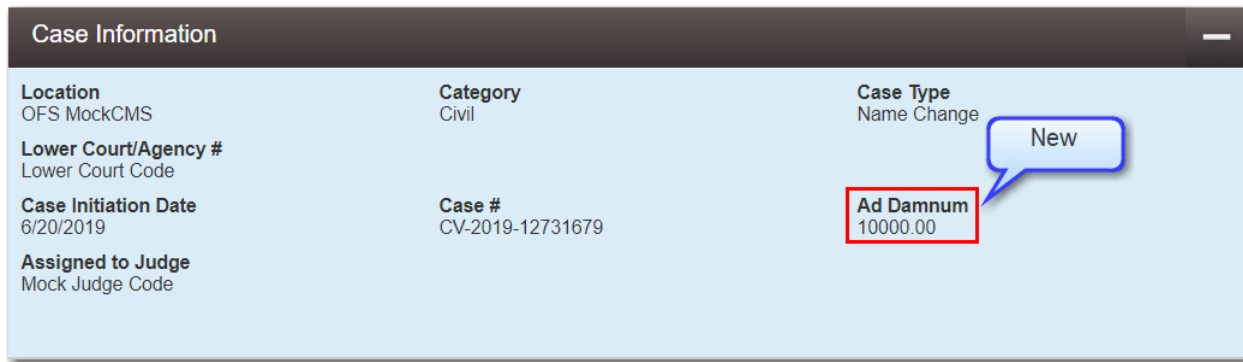 Case Information
Location
OFS MockCMS
Category
Civil
Case Type
Name Change
New
Lower Court/Agency #
Lower Court Code
Case Initiation Date
6/20/2019
Case #
CV-2019-12731679
Ad Damnum
10000.00
Assigned to Judge
Mock Judge Code